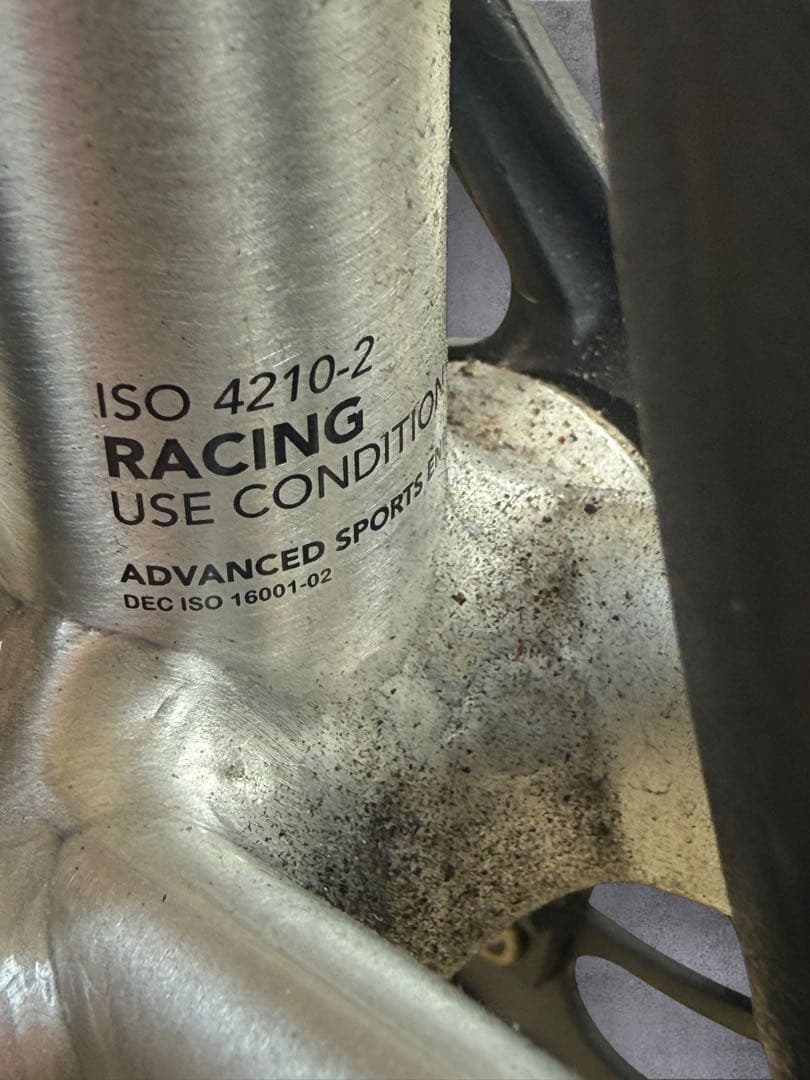 ISO 4210-2
RACING
USE CONDITION
ADVANCED SPORTS
DEC ISO 16001-02